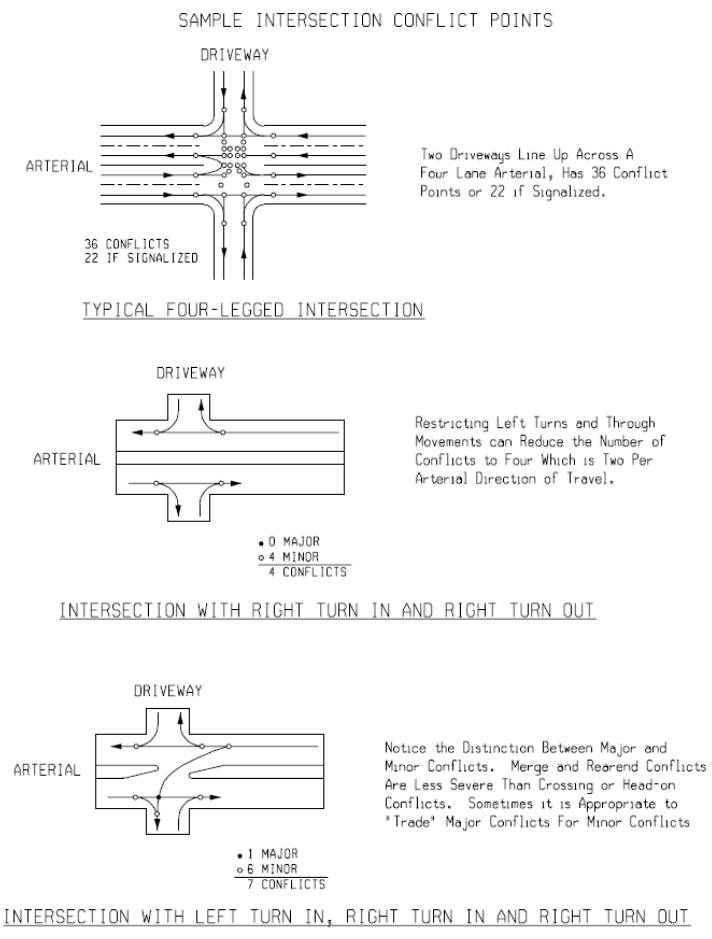 SAMPLE INTERSECTION CONFLICT POINTS
DRIVEWAY
ARTERIAL
Two Driveways Line Up Across A
Four Lane Arterial, Has 36 Conflict
Points or 22 if Signalized.
36 CONFLICTS
22 IF SIGNALIZED
TYPICAL FOUR-LEGGED INTERSECTION
DRIVEWAY
ARTERIAL
Restricting Left Turns and Through
Movements can Reduce the Number of
Conflicts to Four Which is Two Per
Arterial Direction of Travel.
0 MAJOR
4 MINOR
4 CONFLICTS
INTERSECTION WITH RIGHT TURN IN AND RIGHT TURN OUT
DRIVEWAY
ARTERIAL
Notice the Distinction Between Major and
Minor Conflicts.  Merge and Rearend Conflicts
Are Less Severe Than Crossing or Head-on
Conflicts.  Sometimes it is Appropriate to
"Trade" Major Conflicts For Minor Conflicts
1 MAJOR
6 MINOR
7 CONFLICTS
INTERSECTION WITH LEFT TURN IN, RIGHT TURN IN AND RIGHT TURN OUT